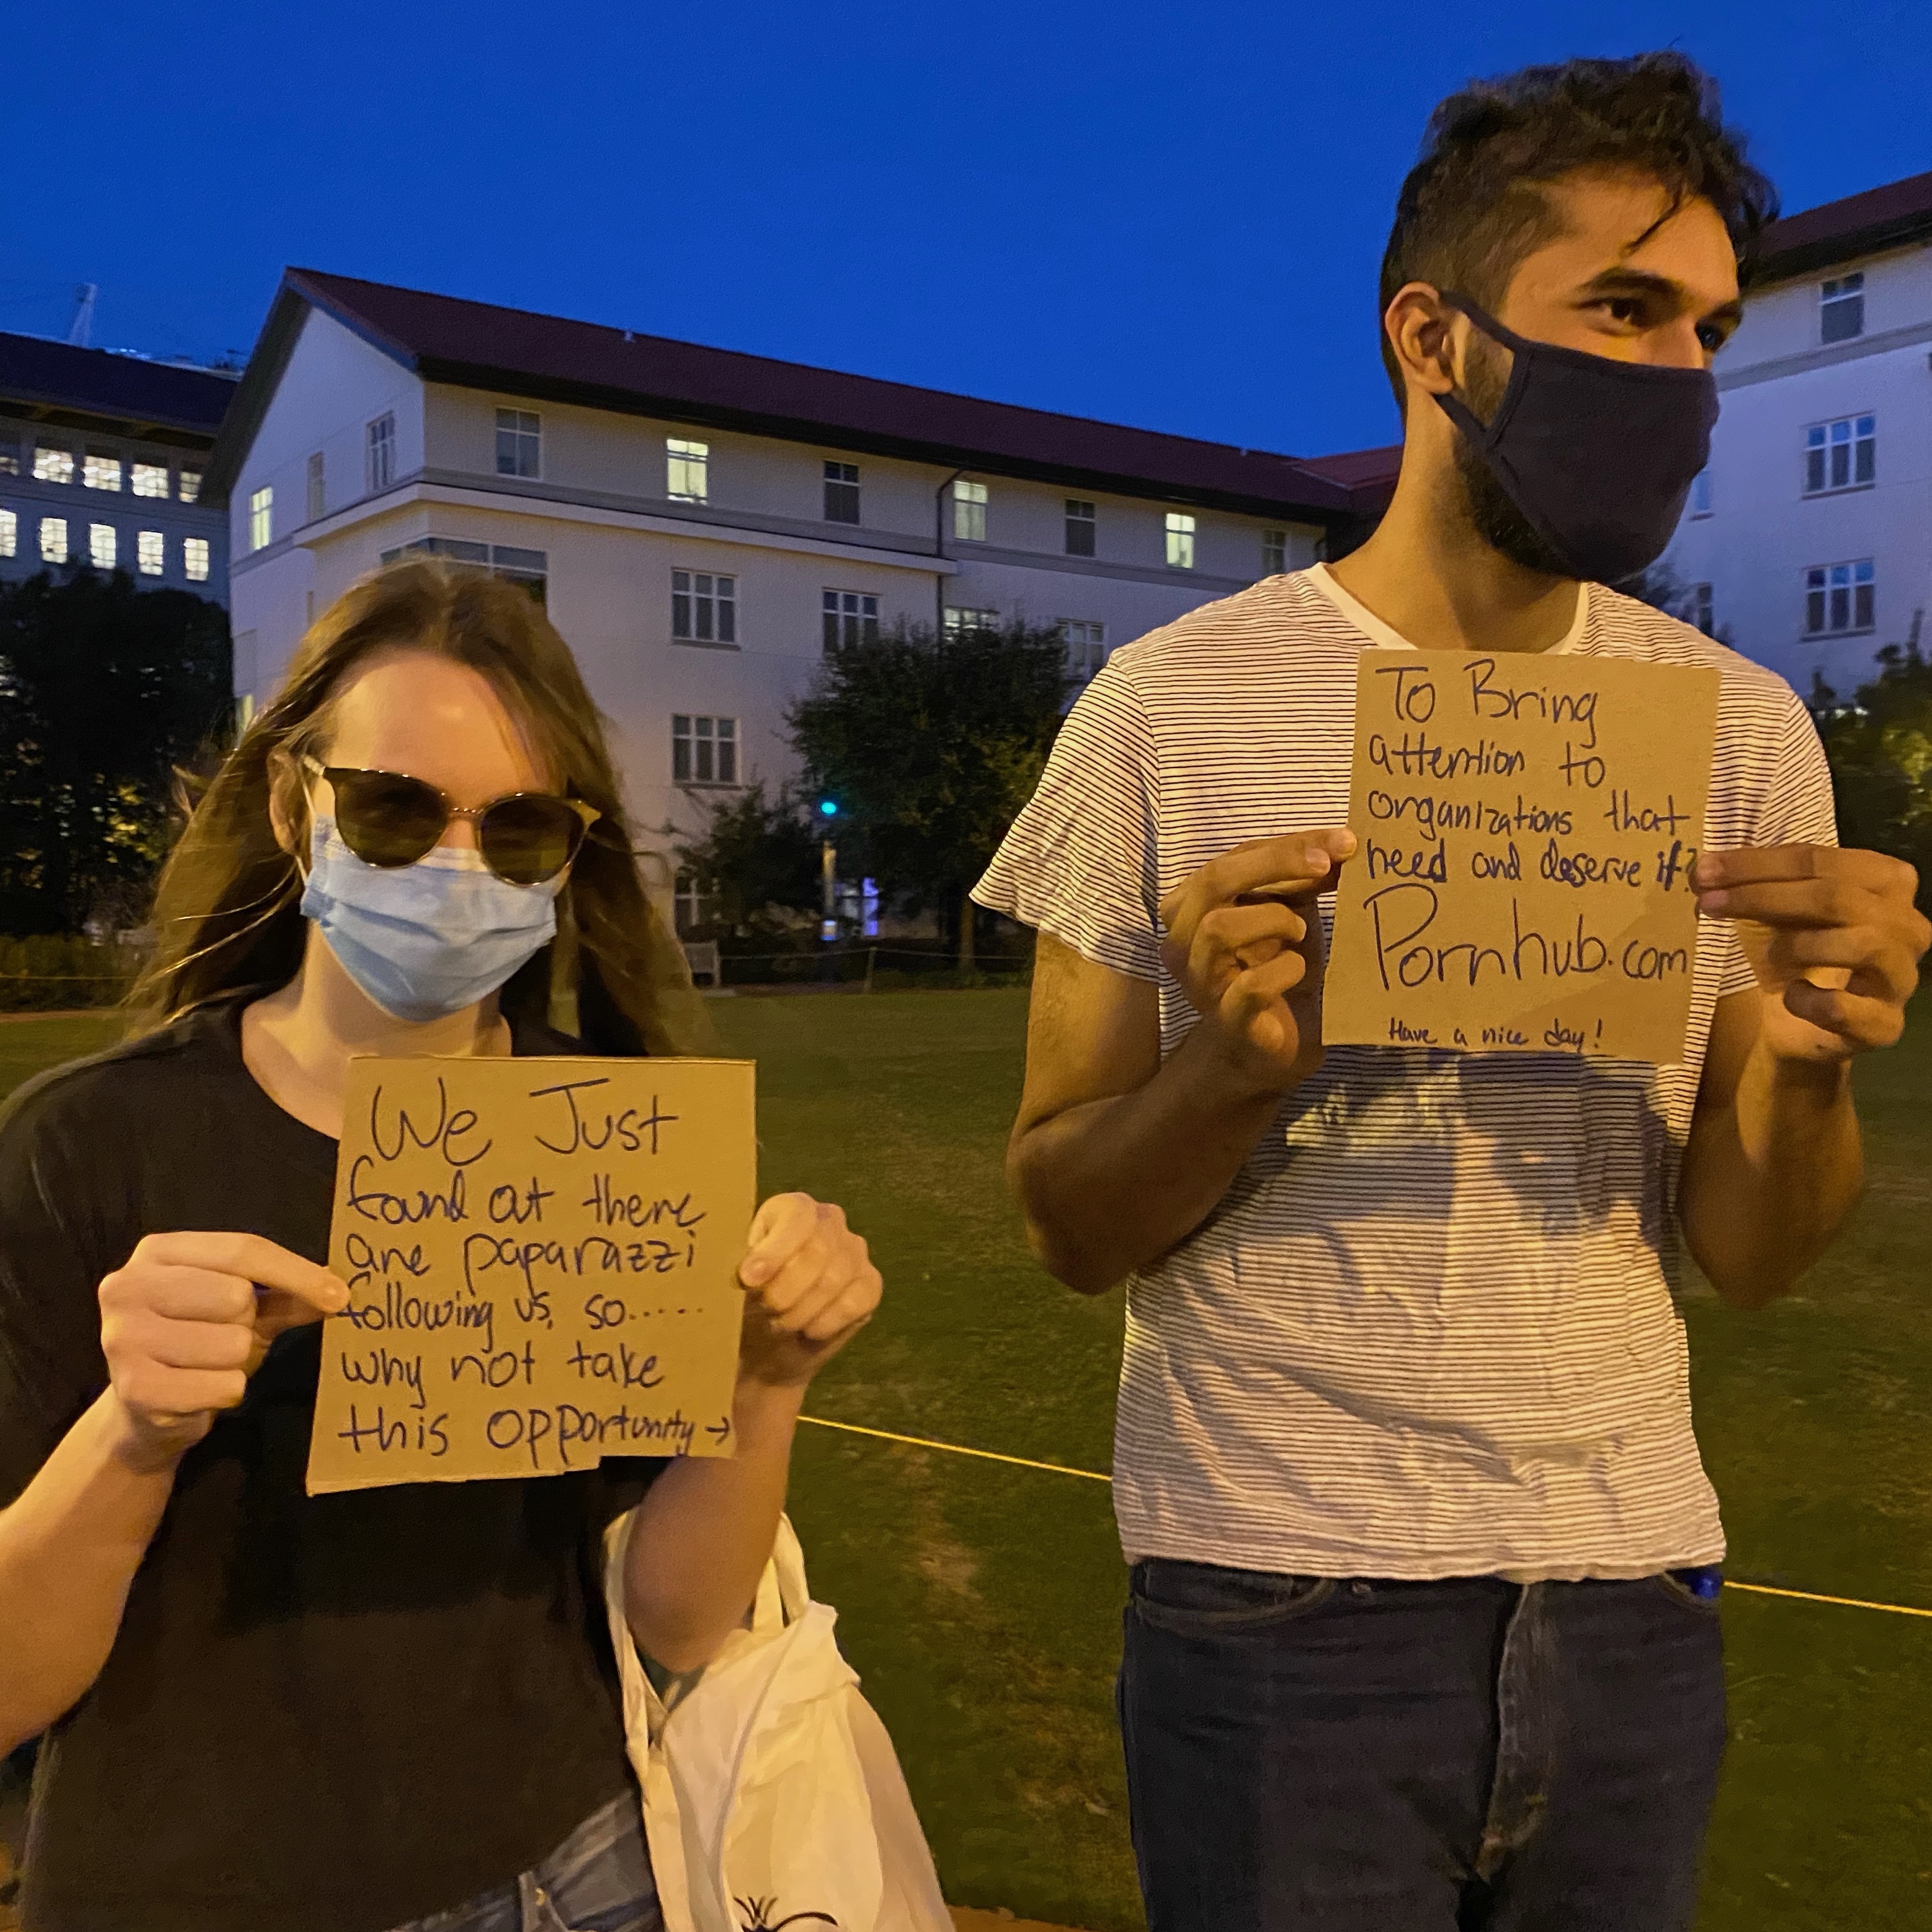 We Just
found out there
are paparazzi
following us, so.....
why not take
this opportunity →
To Bring
attention to
organizations that
need and deserve it?
Pornhub.com
Have a nice day!